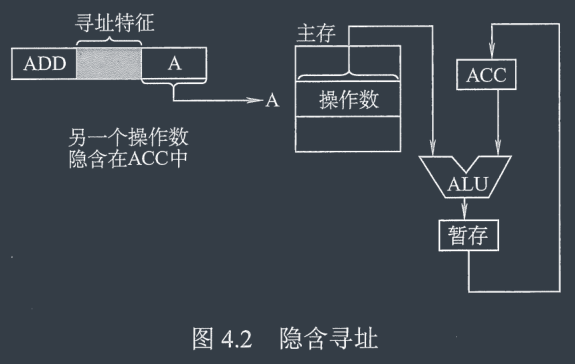 寻址特征
ADD
A
A
另一个操作数
隐含在ACC中
主存
操作数
ACC
ALU
暂存
图 4.2 隐含寻址